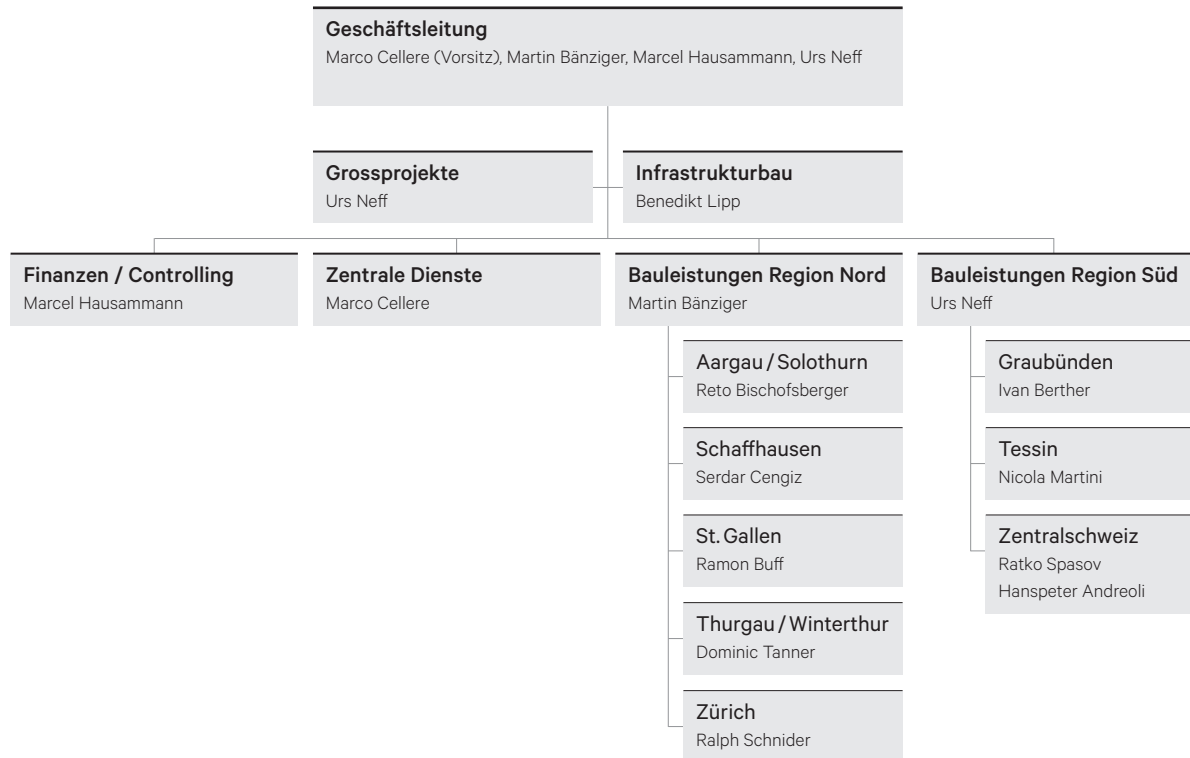 Geschäftsleitung
Marco Cellere (Vorsitz), Martin Bänziger, Marcel Hausammann, Urs Neff
Grossprojekte
Urs Neff
Infrastrukturbau
Benedikt Lipp
Finanzen / Controlling
Marcel Hausammann
Zentrale Dienste
Marco Cellere
Bauleistungen Region Nord
Martin Bänziger
Aargau / Solothurn
Reto Bischofsberger
Schaffhausen
Serdar Cengiz
St. Gallen
Ramon Buff
Thurgau / Winterthur
Dominic Tanner
Zürich
Ralph Schnider
Bauleistungen Region Süd
Urs Neff
Graubünden
Ivan Berther
Tessin
Nicola Martini
Zentralschweiz
Ratko Spasov
Hanspeter Andreoli